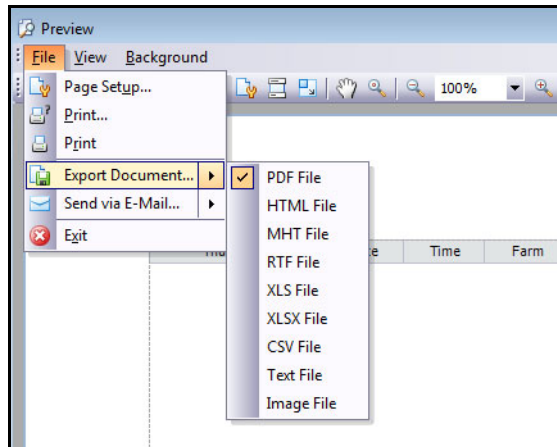 Preview
File View Background
100%
Page Setup...
Print...
Print
Export Document...
Send via E-Mail...
Exit
PDF File
HTML File
MHT File
RTF File
XLS File
XLSX File
CSV File
Text File
Image File
Time Farm